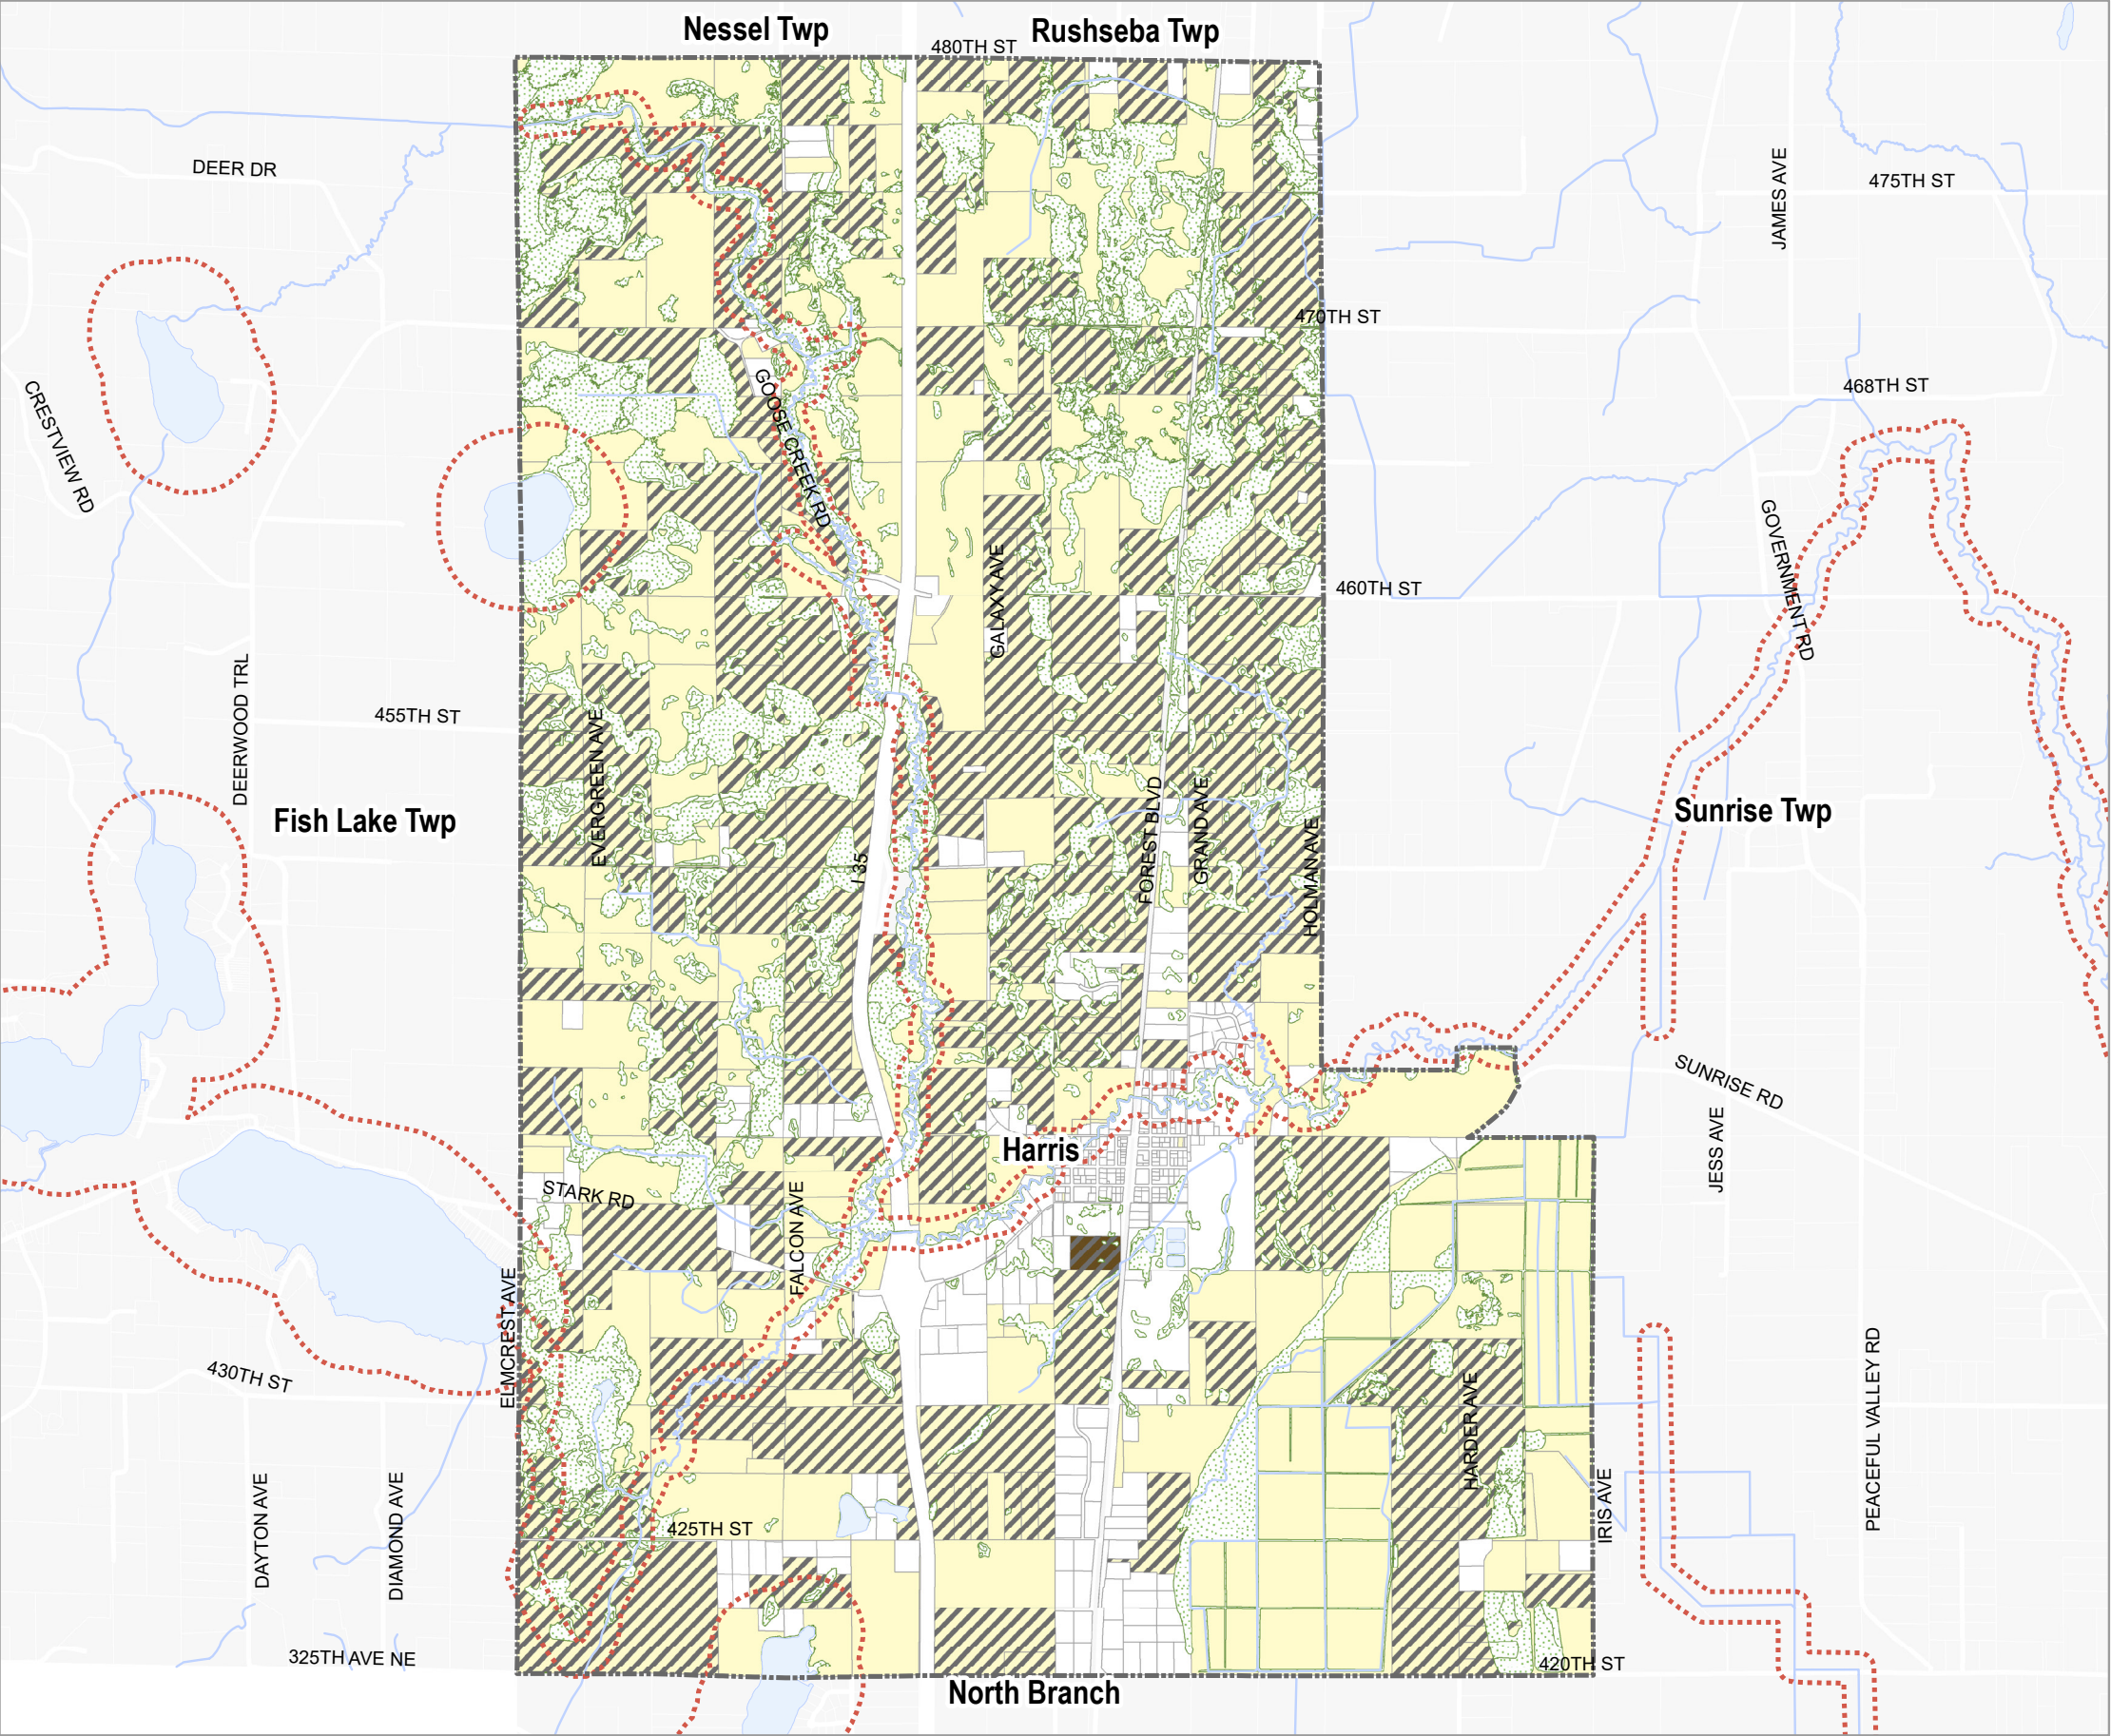 Nessel Twp
Rushseba Twp
480TH ST
DEER DR
JAMES AVE
475TH ST
470TH ST
CRESTVIEW RD
GOOSE CREEK RD
468TH ST
GOVERNMENT RD
GALAXY AVE
460TH ST
DEERWOOD TRL
455TH ST
EVERGREEN AVE
Fish Lake Twp
I 35
FOREST BLVD
GRAND AVE
HOLMAN AVE
Sunrise Twp
SUNRISE RD
JESS AVE
Harris
STARK RD
FALCON AVE
ELMCREST AVE
430TH ST
HARDER AVE
PEACEFUL VALLEY RD
DAYTON AVE
DIAMOND AVE
425TH ST
IRIS AVE
325TH AVE NE
420TH ST
North Branch